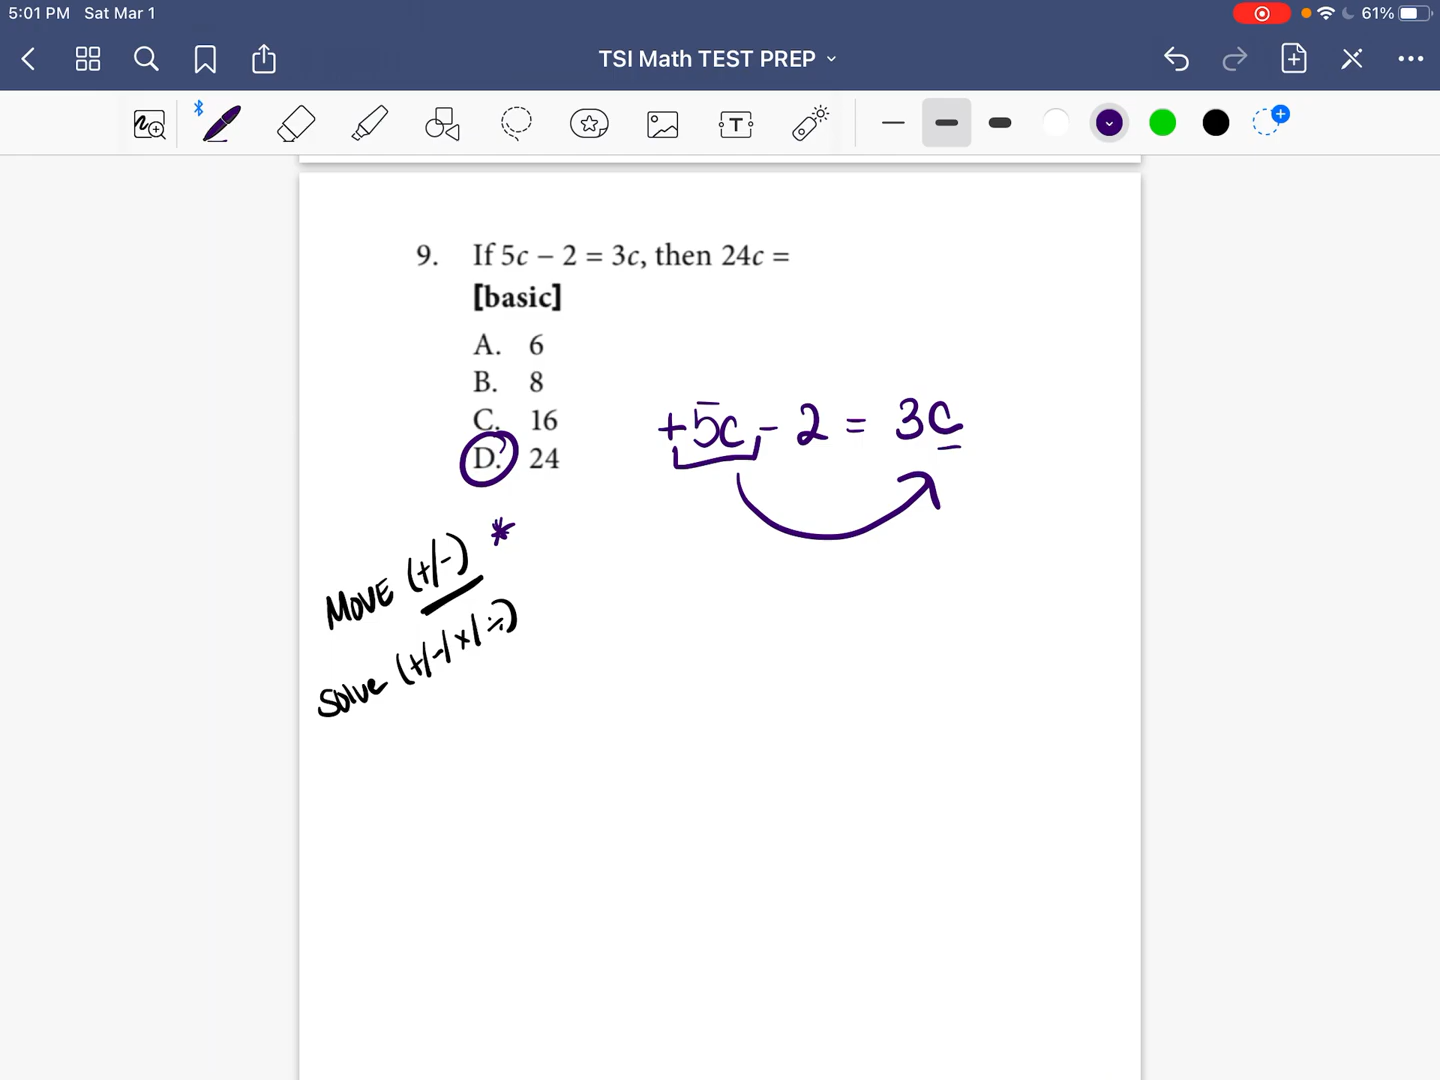 5:01 PM Sat Mar 1
61%
TSI Math TEST PREP
T
9. If 5c − 2 = 3c, then 24c =
[basic]
A. 6
B. 8
C. 16
D. 24
+5c - 2 = 3c
*
MOVE (+/-)
Solve (+/-/×/÷)